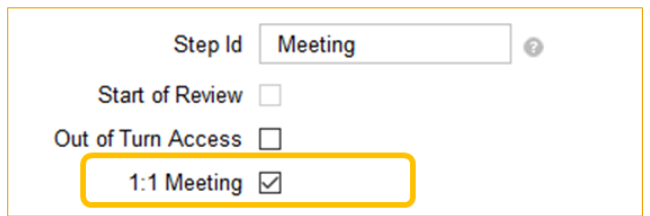 Step Id Meeting ?
Start of Review
Out of Turn Access
1:1 Meeting